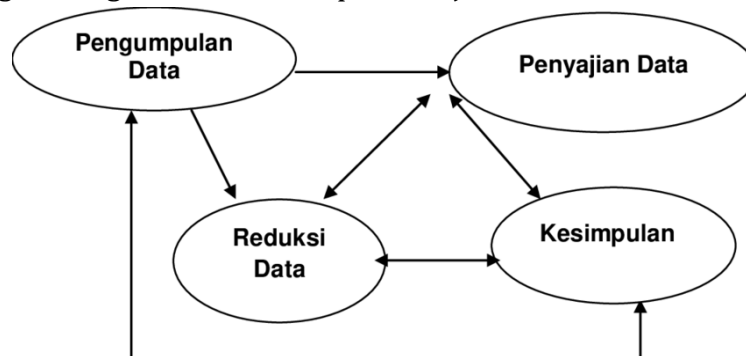 Pengumpulan
Data
Penyajian Data
Reduksi
Data
Kesimpulan